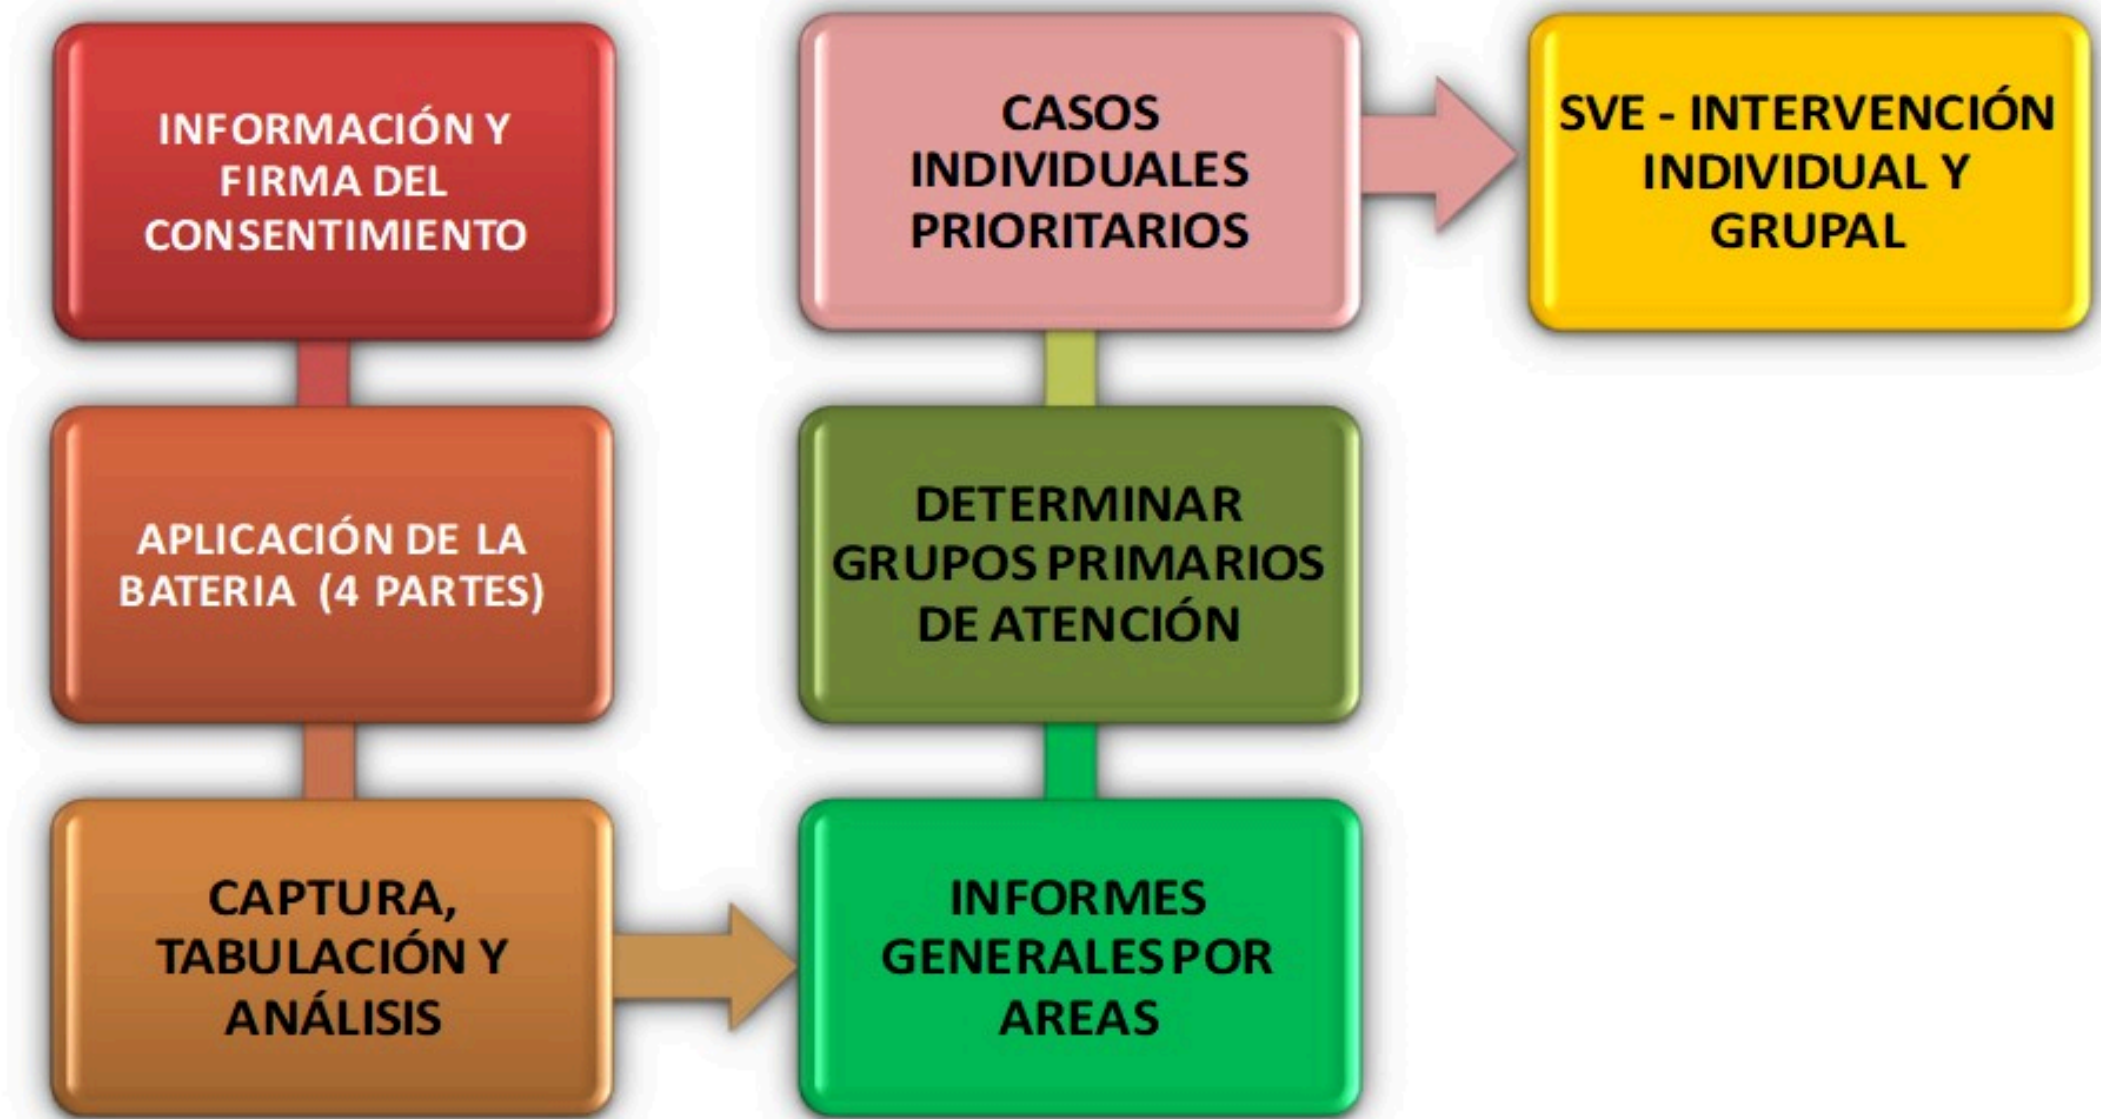 INFORMACIÓN Y
FIRMA DEL
CONSENTIMIENTO
APLICACIÓN DE LA
BATERIA (4 PARTES)
CAPTURA,
TABULACIÓN Y
ANÁLISIS
INFORMES
GENERALES POR
AREAS
DETERMINAR
GRUPOS PRIMARIOS
DE ATENCIÓN
CASOS
INDIVIDUALES
PRIORITARIOS
SVE - INTERVENCIÓN
INDIVIDUAL Y
GRUPAL